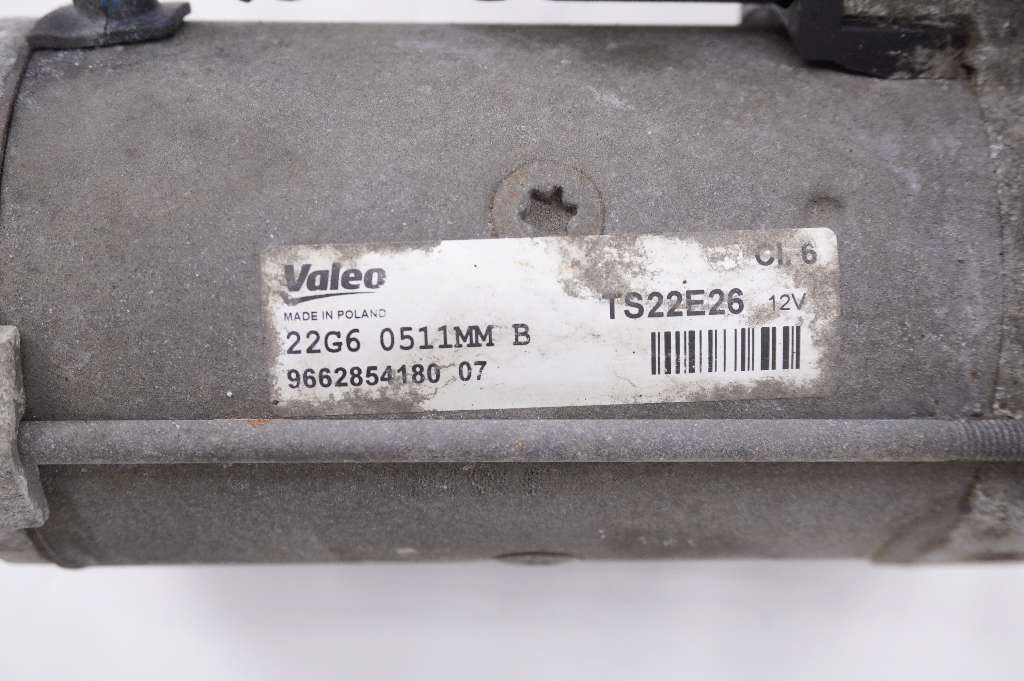 Valeo
Cl. 6
MADE IN POLAND
TS22E26 12V
22G6 0511MM B
9662854180 07